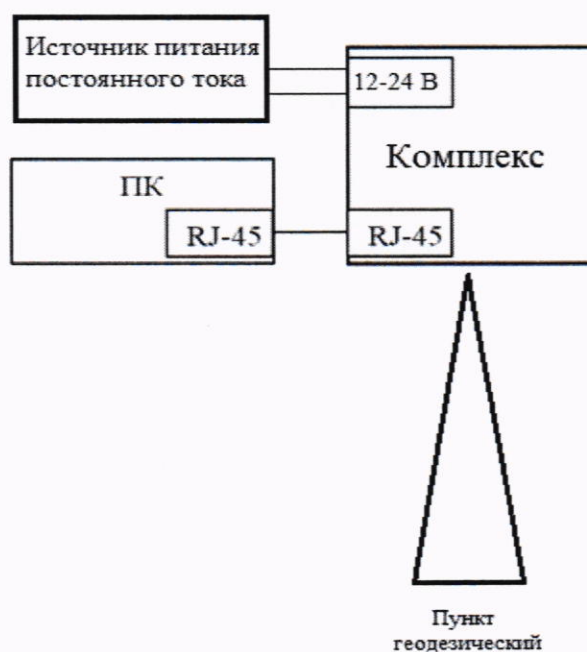 Источник питания
постоянного тока
12-24 В
Комплекс
ПК
RJ-45
RJ-45
Пункт
геодезический